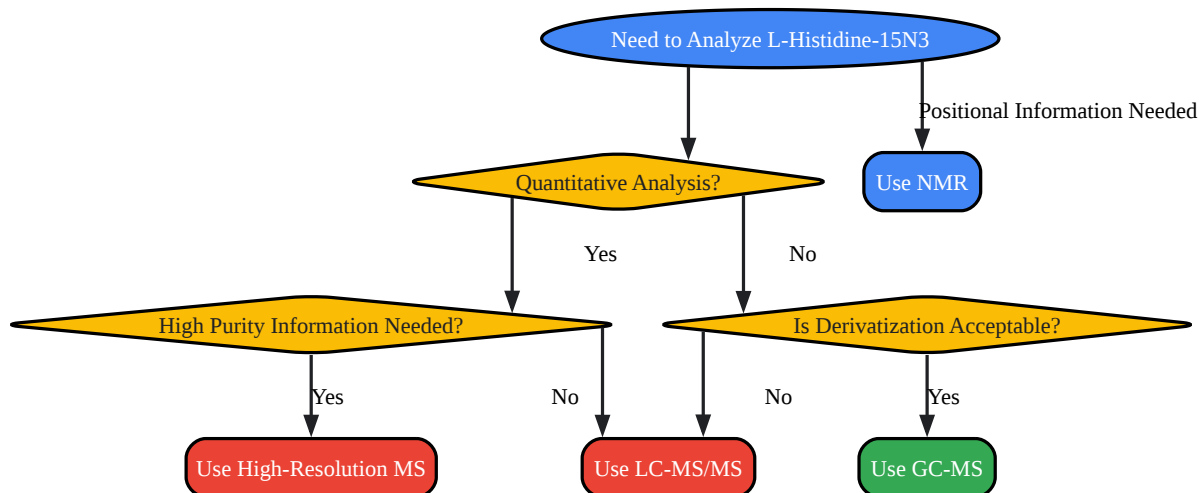 Need to Analyze L-Histidine-15N3
Positional Information Needed
Quantitative Analysis?
Use NMR
Yes
No
High Purity Information Needed?
Is Derivatization Acceptable?
Yes
No
No
Yes
Use High-Resolution MS
Use LC-MS/MS
Use GC-MS